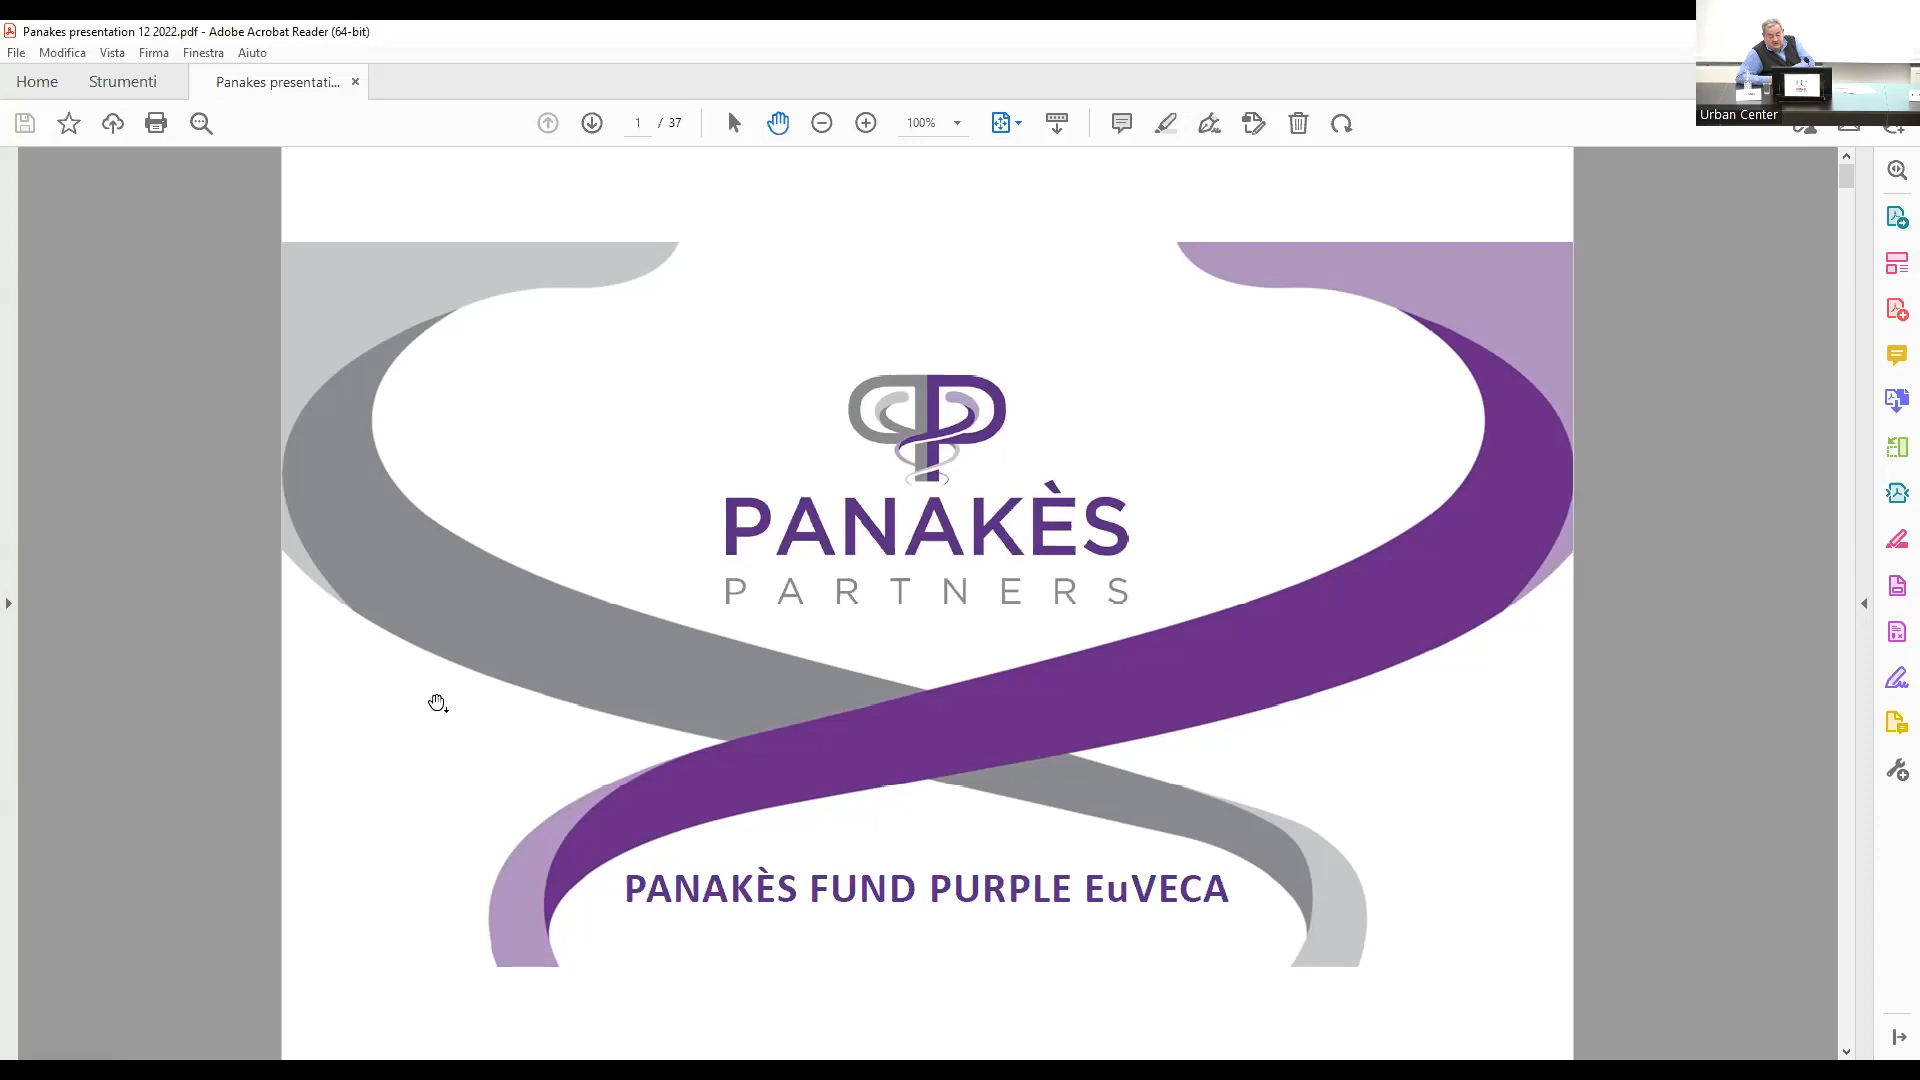 Panakes presentation 12 2022.pdf - Adobe Acrobat Reader (64-bit)
File Modifica Vista Firma Finestra Aiuto
Home Strumenti Panakes presentati...
1 / 37 100%
Urban Center
PANAKÈS
PARTNERS
PANAKÈS FUND PURPLE EuVECA